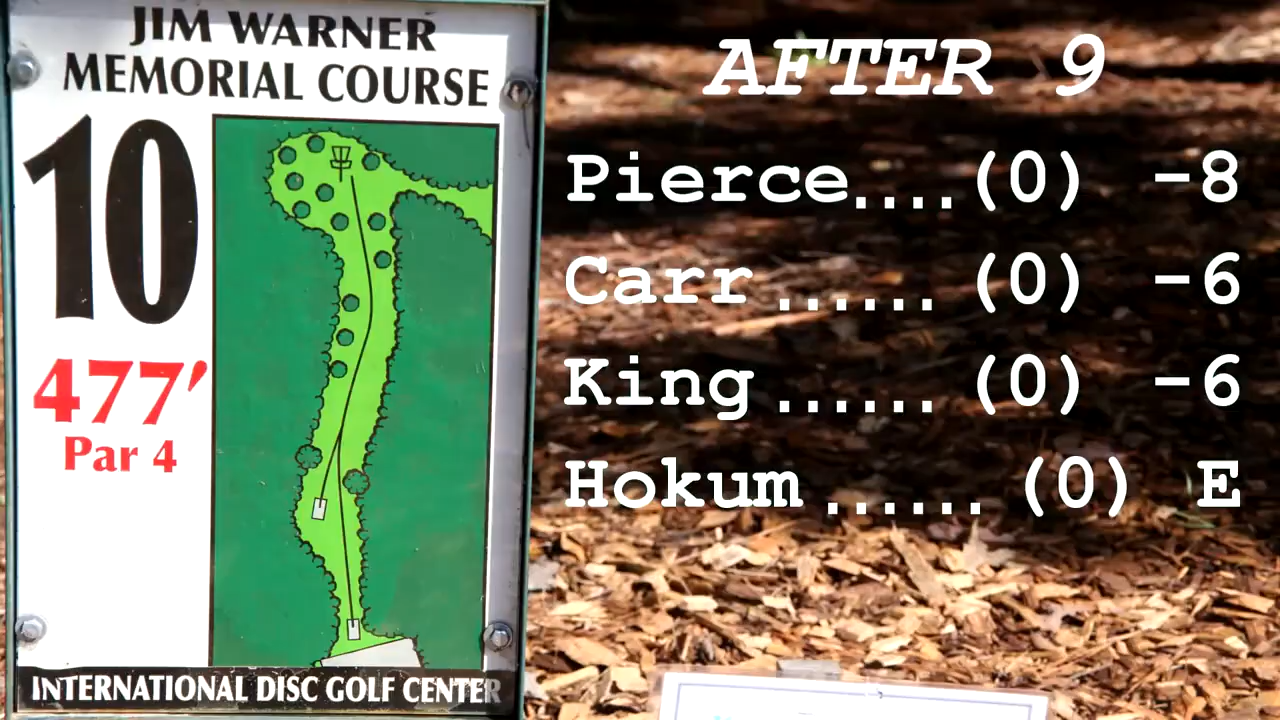 JIM WARNER
MEMORIAL COURSE
10
477'
Par 4
INTERNATIONAL DISC GOLF CENTER
AFTER 9
Pierce....(0) -8
Carr ...... (0) -6
King ...... (0) -6
Hokum ...... (0) E